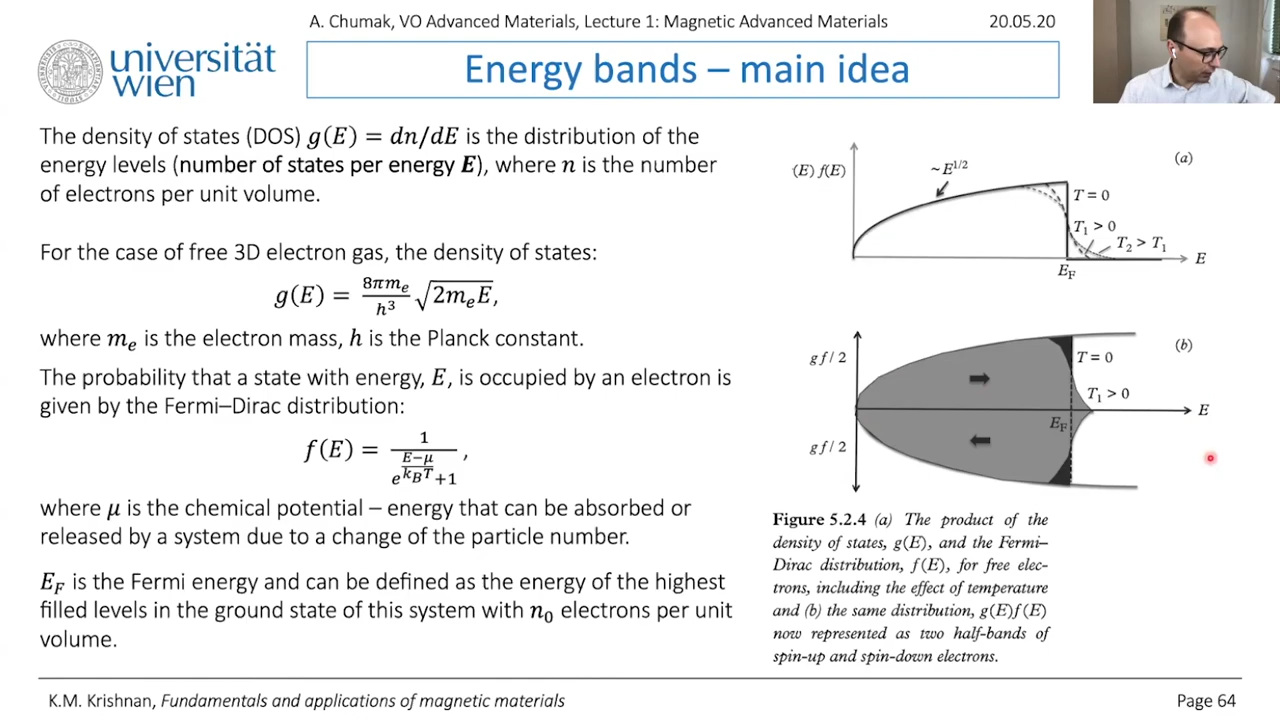 A. Chumak, VO Advanced Materials, Lecture 1: Magnetic Advanced Materials
20.05.20
universität
wien
Energy bands – main idea
The density of states (DOS) g(E) = dn/dE is the distribution of the
energy levels (number of states per energy E), where n is the number
of electrons per unit volume.
For the case of free 3D electron gas, the density of states:
g(E) = 8πmₑ/h³ √2mₑE,
where mₑ is the electron mass, h is the Planck constant.
The probability that a state with energy, E, is occupied by an electron is
given by the Fermi–Dirac distribution:
f(E) = 1/(e^((E−μ)/(k_B T)) +1),
where μ is the chemical potential – energy that can be absorbed or
released by a system due to a change of the particle number.
E_F is the Fermi energy and can be defined as the energy of the highest
filled levels in the ground state of this system with n₀ electrons per unit
volume.
(E) f(E)
~E^1/2
(a)
T = 0
T₁ > 0
T₂ > T₁
E
E_F
gf/2
(b)
T = 0
T₁ > 0
E
E_F
gf/2
Figure 5.2.4 (a) The product of the
density of states, g(E), and the Fermi–
Dirac distribution, f(E), for free elec-
trons, including the effect of temperature
and (b) the same distribution, g(E)f(E)
now represented as two half-bands of
spin-up and spin-down electrons.
K.M. Krishnan, Fundamentals and applications of magnetic materials
Page 64